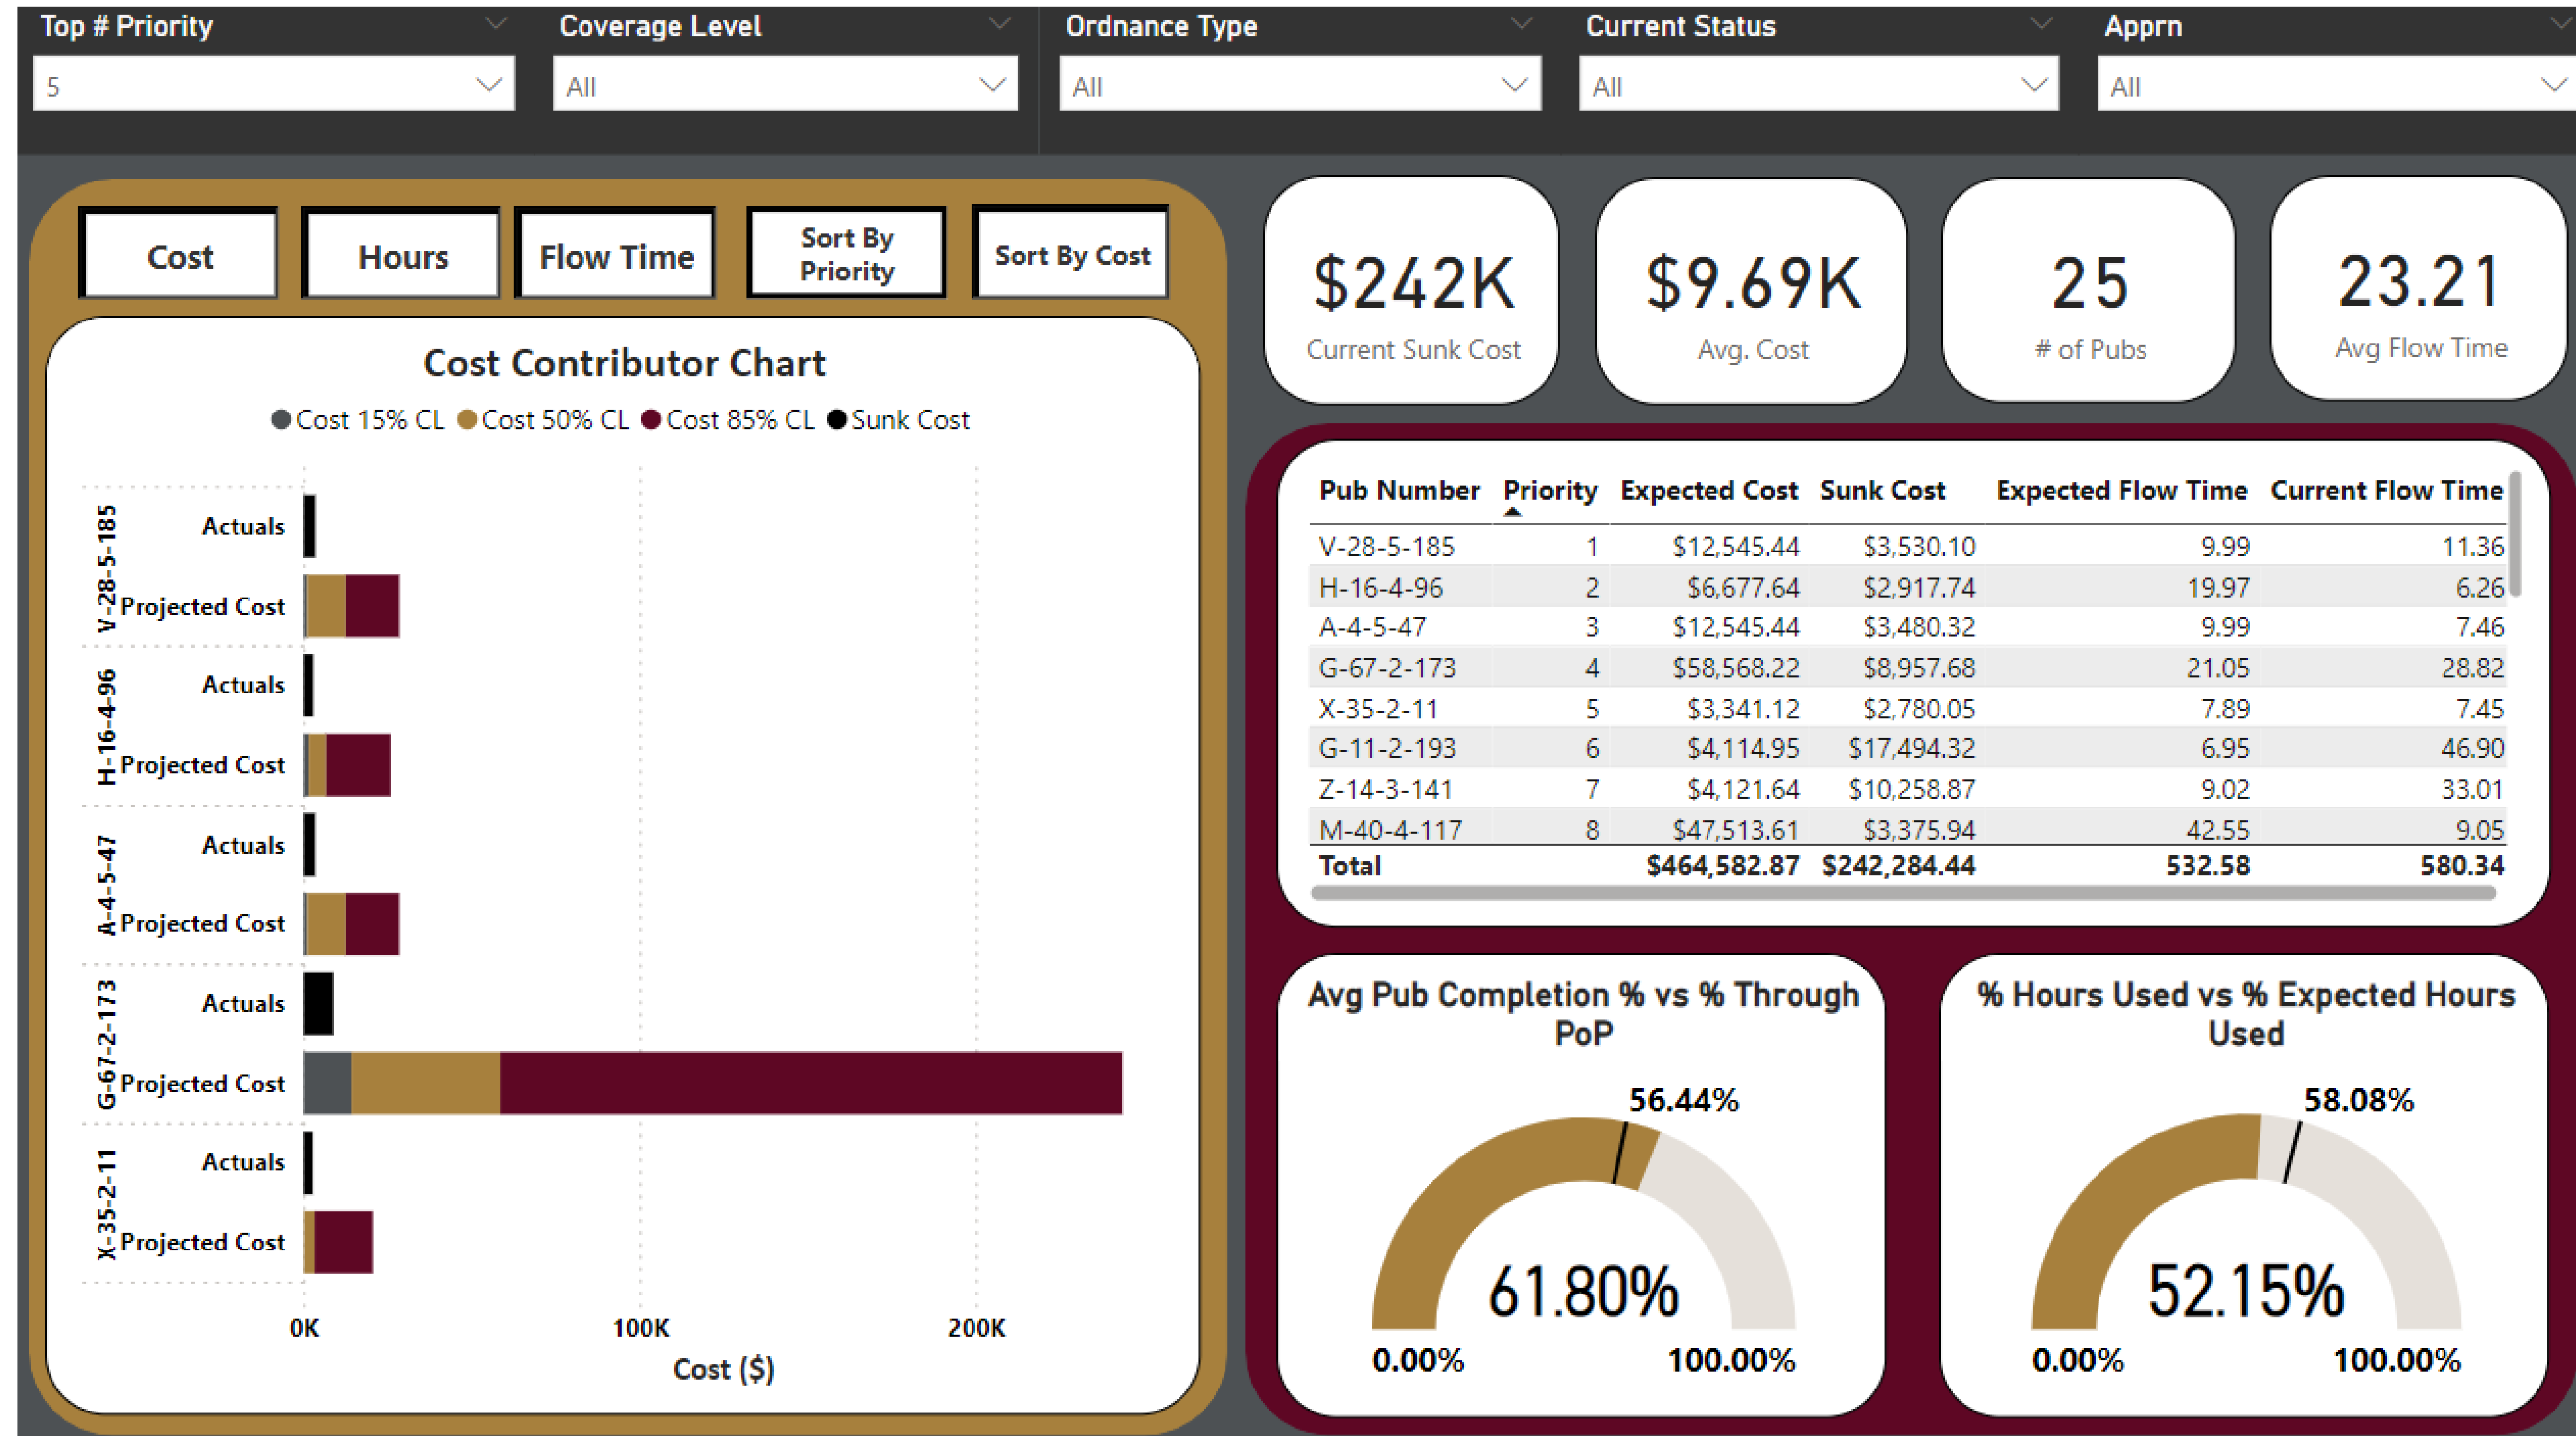 Top # Priority
Coverage Level
Ordnance Type
Current Status
Apprn
5
All
All
All
All
Cost
Hours
Flow Time
Sort By
Priority
Sort By Cost
$242K
Current Sunk Cost
$9.69K
Avg. Cost
25
# of Pubs
23.21
Avg Flow Time
Cost Contributor Chart
Cost 15% CL Cost 50% CL Cost 85% CL Sunk Cost
V-28-5-185
Actuals
Projected Cost
H-16-4-96
Actuals
Projected Cost
A-4-5-47
Actuals
Projected Cost
G-67-2-173
Actuals
Projected Cost
X-35-2-11
Actuals
Projected Cost
0K 100K 200K
Cost ($)
Pub Number Priority Expected Cost Sunk Cost Expected Flow Time Current Flow Time
V-28-5-185 1 $12,545.44 $3,530.10 9.99 11.36
H-16-4-96 2 $6,677.64 $2,917.74 19.97 6.26
A-4-5-47 3 $12,545.44 $3,480.32 9.99 7.46
G-67-2-173 4 $58,568.22 $8,957.68 21.05 28.82
X-35-2-11 5 $3,341.12 $2,780.05 7.89 7.45
G-11-2-193 6 $4,114.95 $17,494.32 6.95 46.90
Z-14-3-141 7 $4,121.64 $10,258.87 9.02 33.01
M-40-4-117 8 $47,513.61 $3,375.94 42.55 9.05
Total $464,582.87 $242,284.44 532.58 580.34
Avg Pub Completion % vs % Through
PoP
56.44%
61.80%
0.00% 100.00%
% Hours Used vs % Expected Hours
Used
58.08%
52.15%
0.00% 100.00%